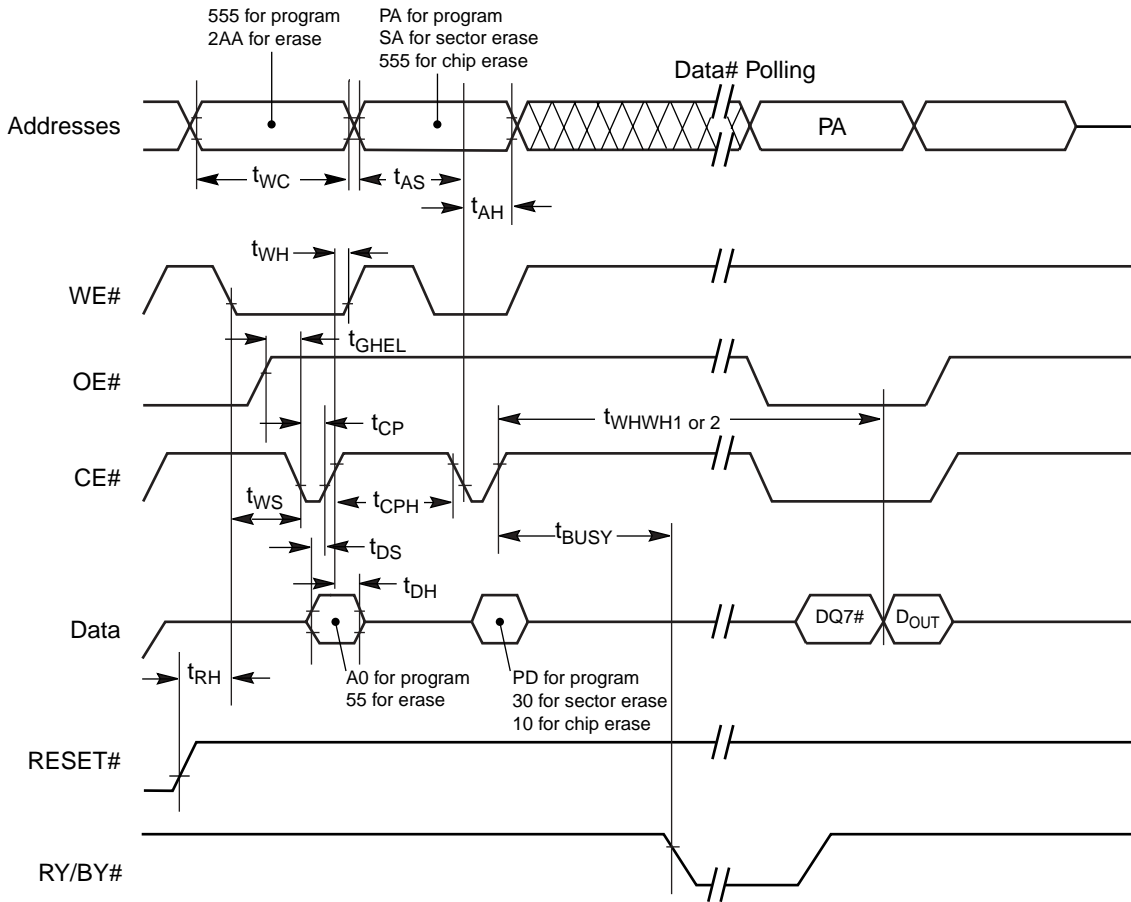 555 for program
2AA for erase
PA for program
SA for sector erase
555 for chip erase
Data# Polling
Addresses
PA
tWC
tAS
tAH
tWH
WE#
tGHEL
OE#
tWHWH1 or 2
tCP
CE#
tWS
tCPH
tBUSY
tDS
tDH
Data
DQ7#
DOUT
tRH
A0 for program
55 for erase
PD for program
30 for sector erase
10 for chip erase
RESET#
RY/BY#